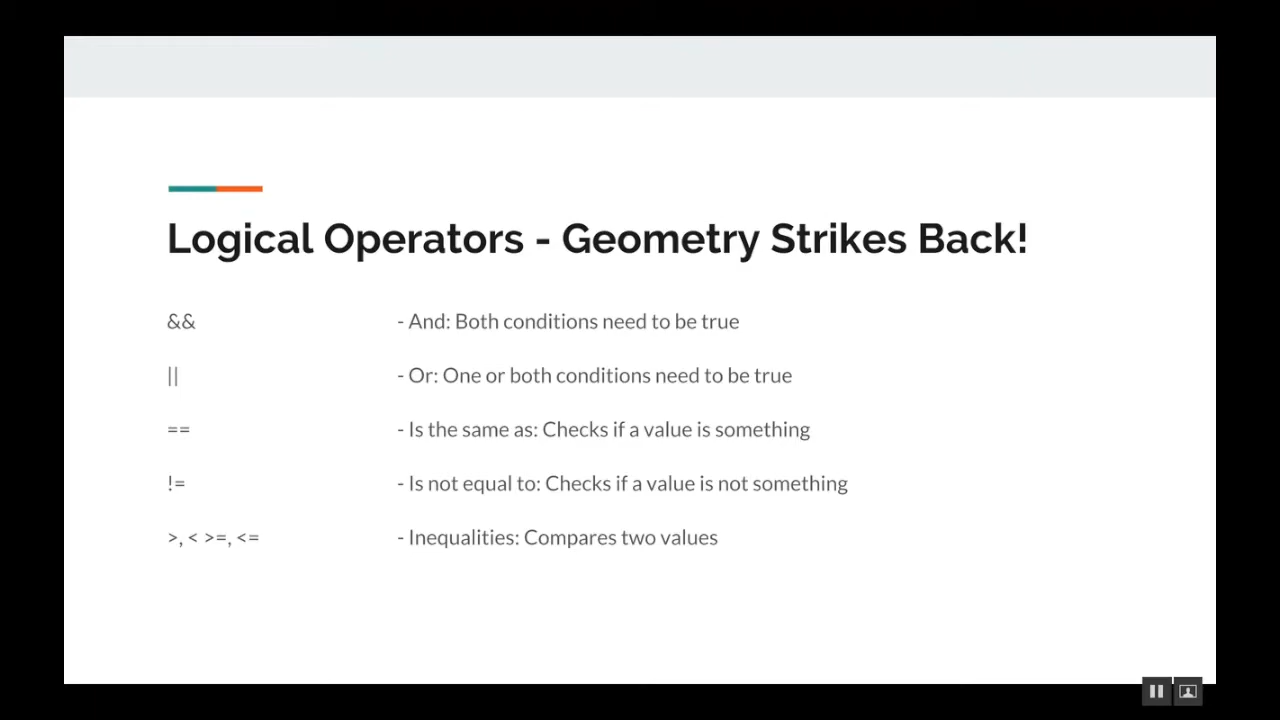 Logical Operators - Geometry Strikes Back!
&& - And: Both conditions need to be true
|| - Or: One or both conditions need to be true
== - Is the same as: Checks if a value is something
!= - Is not equal to: Checks if a value is not something
>, < >=, <= - Inequalities: Compares two values